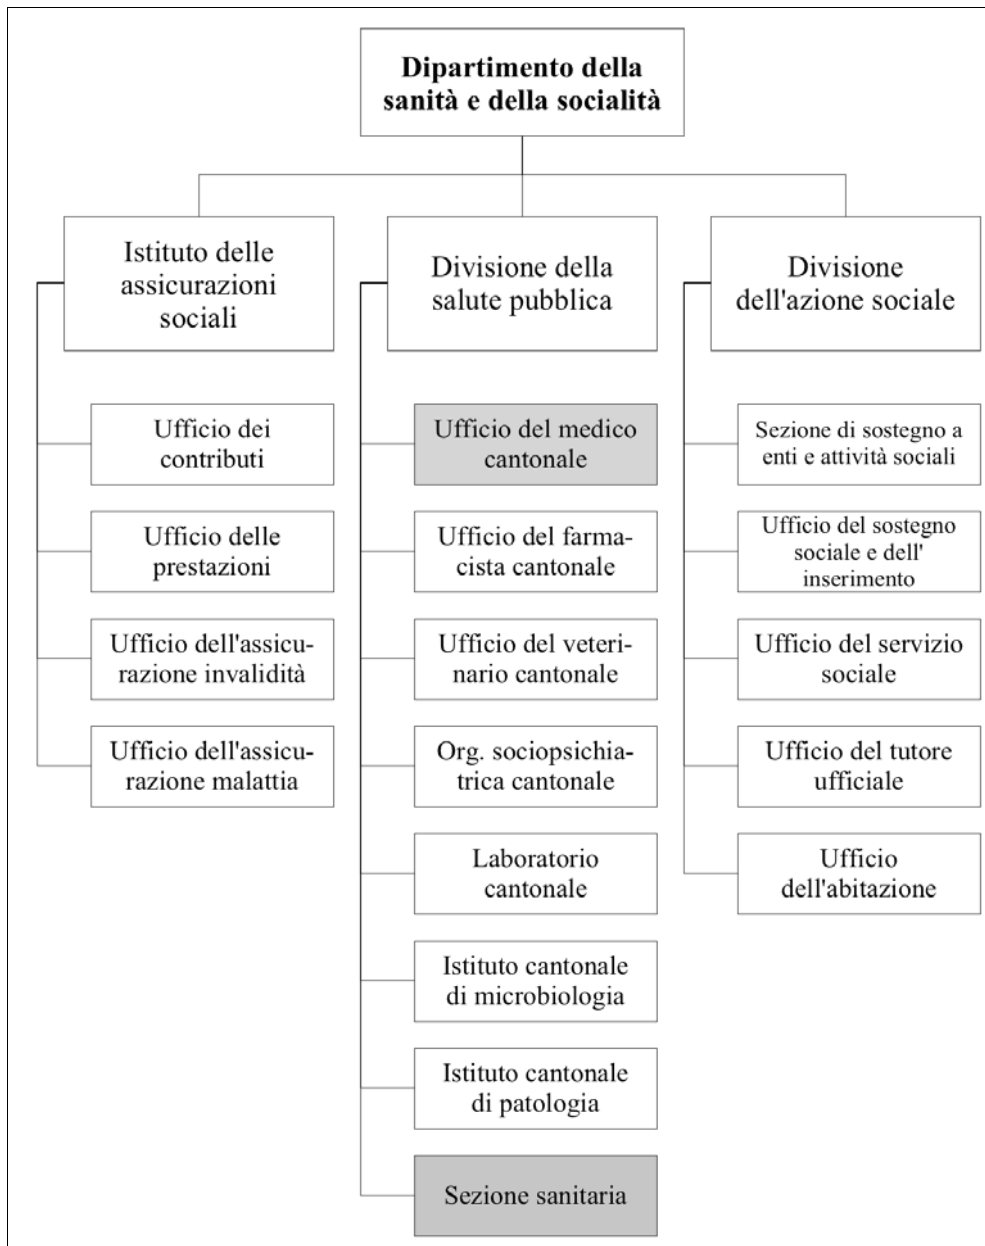 Dipartimento della
sanità e della socialità
Istituto delle
assicurazioni
sociali
Divisione della
salute pubblica
Divisione
dell'azione sociale
Ufficio dei
contributi
Ufficio delle
prestazioni
Ufficio dell'assicu-
razione invalidità
Ufficio dell'assicu-
razione malattia
Ufficio del medico
cantonale
Ufficio del farma-
cista cantonale
Ufficio del veteri-
nario cantonale
Org. sociopsichia-
trica cantonale
Laboratorio
cantonale
Istituto cantonale
di microbiologia
Istituto cantonale
di patologia
Sezione sanitaria
Sezione di sostegno a
enti e attività sociali
Ufficio del sostegno
sociale e dell'
inserimento
Ufficio del servizio
sociale
Ufficio del tutore
ufficiale
Ufficio
dell'abitazione